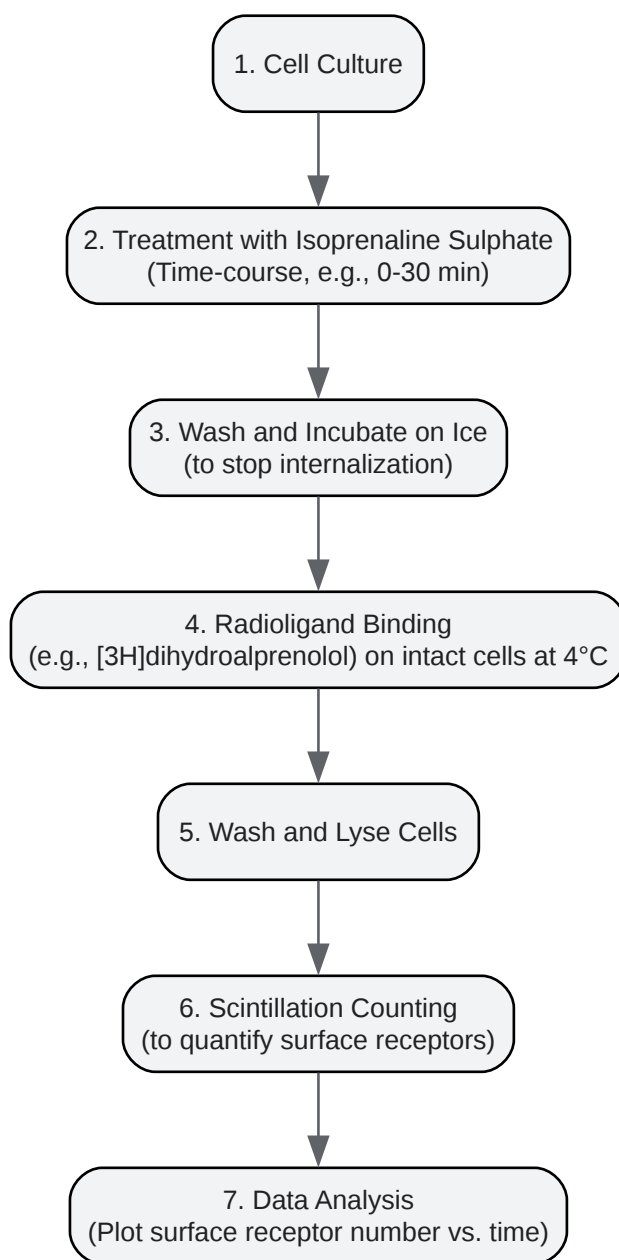 1. Cell Culture
2. Treatment with Isoprenaline Sulphate
(Time-course, e.g., 0-30 min)
3. Wash and Incubate on Ice
(to stop internalization)
4. Radioligand Binding
(e.g., [3H]dihydroalprenolol) on intact cells at 4°C
5. Wash and Lyse Cells
6. Scintillation Counting
(to quantify surface receptors)
7. Data Analysis
(Plot surface receptor number vs. time)